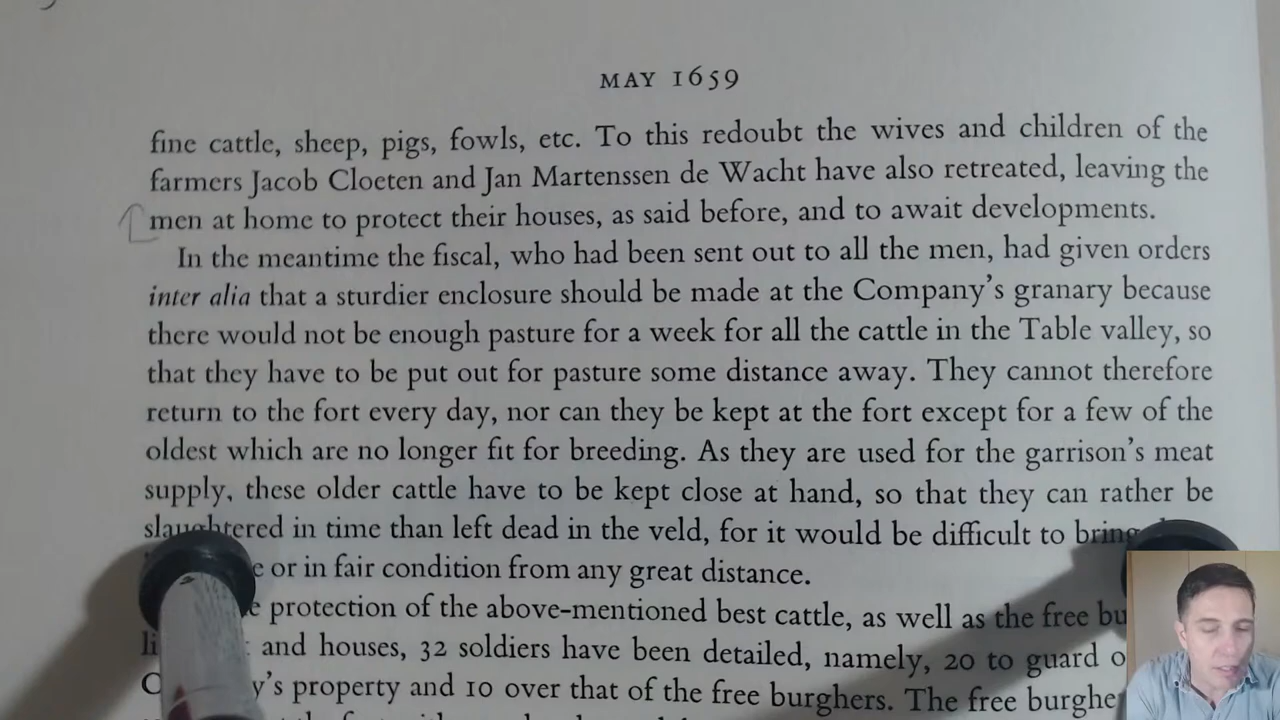 MAY 1659
fine cattle, sheep, pigs, fowls, etc. To this redoubt the wives and children of the
farmers Jacob Cloeten and Jan Martenssen de Wacht have also retreated, leaving the
men at home to protect their houses, as said before, and to await developments.
In the meantime the fiscal, who had been sent out to all the men, had given orders
inter alia that a sturdier enclosure should be made at the Company's granary because
there would not be enough pasture for a week for all the cattle in the Table valley, so
that they have to be put out for pasture some distance away. They cannot therefore
return to the fort every day, nor can they be kept at the fort except for a few of the
oldest which are no longer fit for breeding. As they are used for the garrison's meat
supply, these older cattle have to be kept close at hand, so that they can rather be
slaughtered in time than left dead in the veld, for it would be difficult to bring
or in fair condition from any great distance.
protection of the above-mentioned best cattle, as well as the free
and houses, 32 soldiers have been detailed, namely, 20 to guard
property and 10 over that of the free burghers. The free